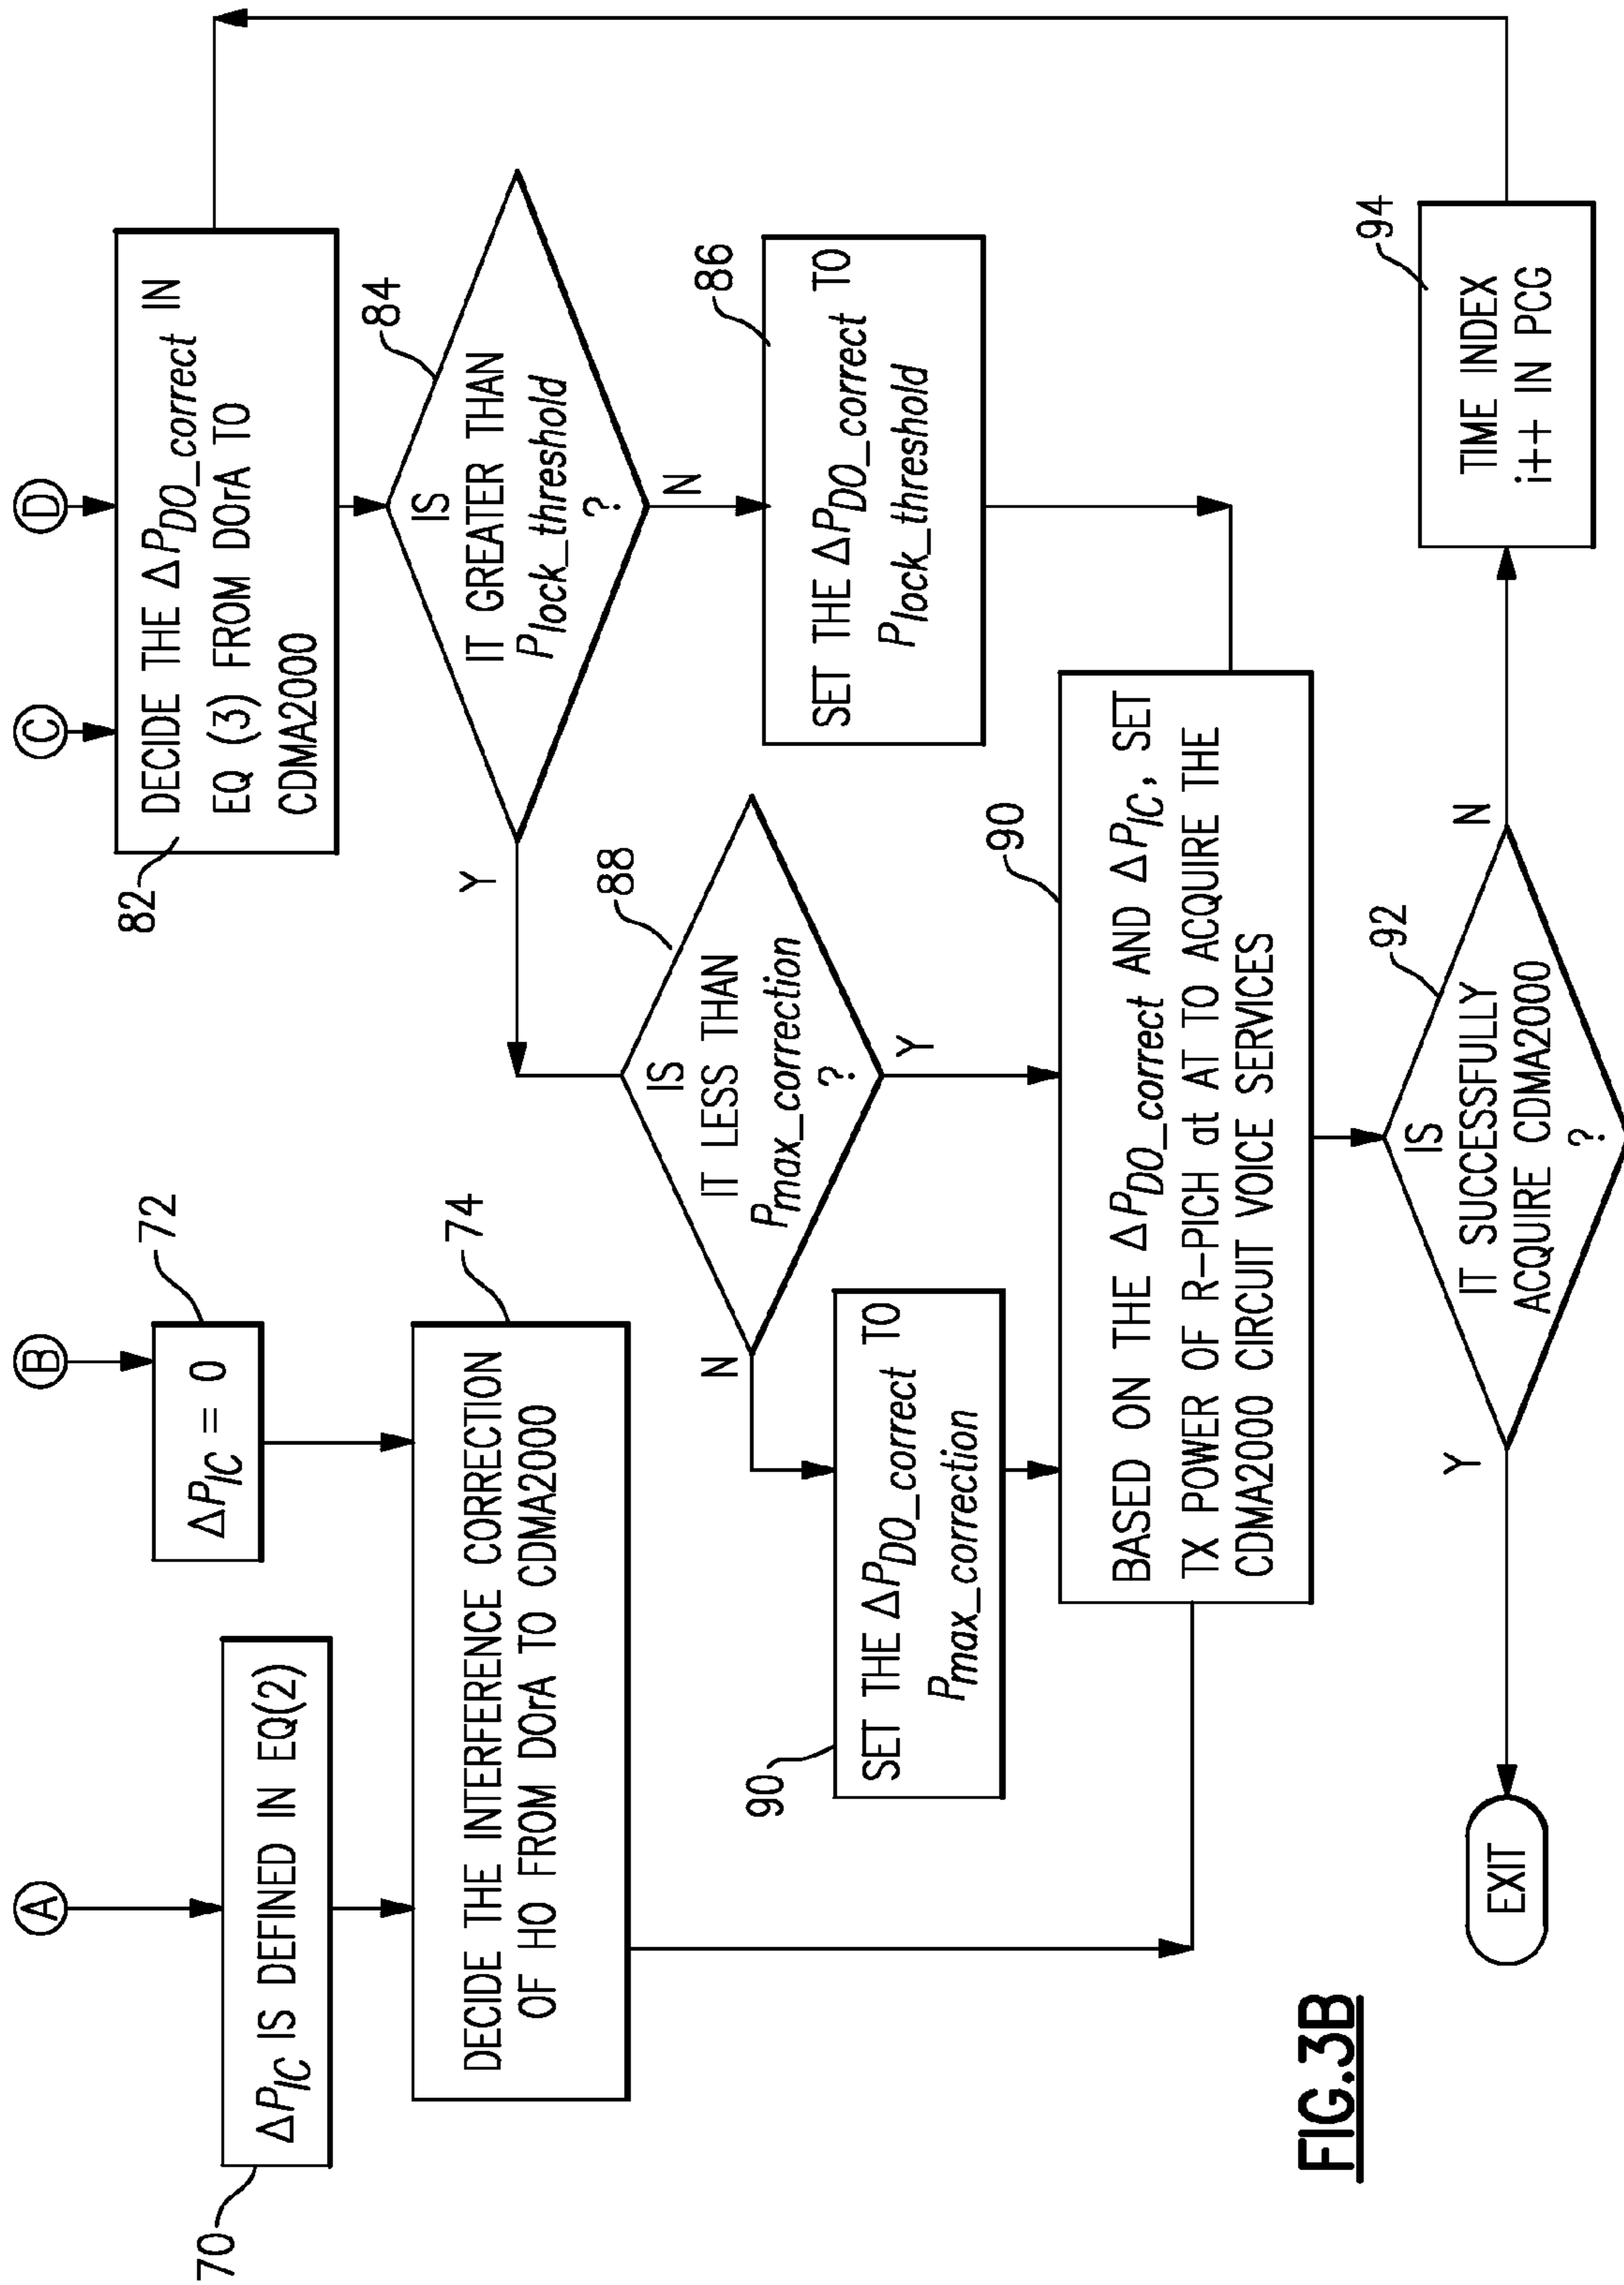 A
B
C
D
70
ΔP_IC IS DEFINED IN EQ(2)
72
ΔP_IC = 0
74
DECIDE THE INTERFERENCE CORRECTION
OF HO FROM DOrA TO CDMA2000
82
DECIDE THE ΔP_DO_correct IN
EQ (3) FROM DOrA TO
CDMA2000
84
IS
IT GREATER THAN
P_lock_threshold
?
Y
N
86
SET THE ΔP_DO_correct TO
P_lock_threshold
88
IS
IT LESS THAN
P_max_correction
?
N
Y
90
SET THE ΔP_DO_correct TO
P_max_correction
90
BASED ON THE ΔP_DO_correct AND ΔP_IC, SET
TX POWER OF R-PICH at AT TO ACQUIRE THE
CDMA2000 CIRCUIT VOICE SERVICES
92
IS
IT SUCCESSFULLY
ACQUIRE CDMA2000
?
Y
N
94
TIME INDEX
i++ IN PCG
EXIT
FIG.3B